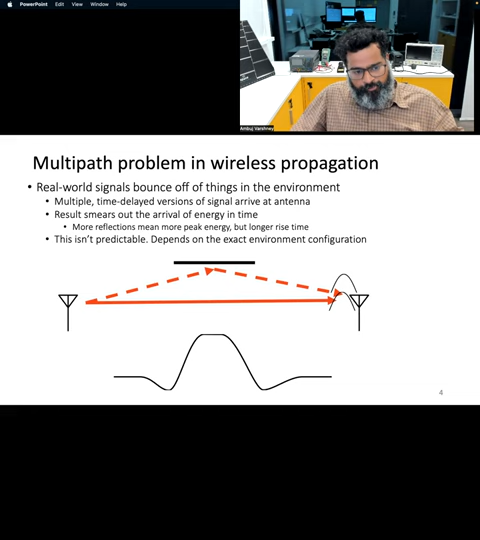 PowerPoint File Edit View Window Help
Ambuj Varshney
Multipath problem in wireless propagation
• Real-world signals bounce off of things in the environment
• Multiple, time-delayed versions of signal arrive at antenna
• Result smears out the arrival of energy in time
• More reflections mean more peak energy, but longer rise time
• This isn't predictable. Depends on the exact environment configuration
4